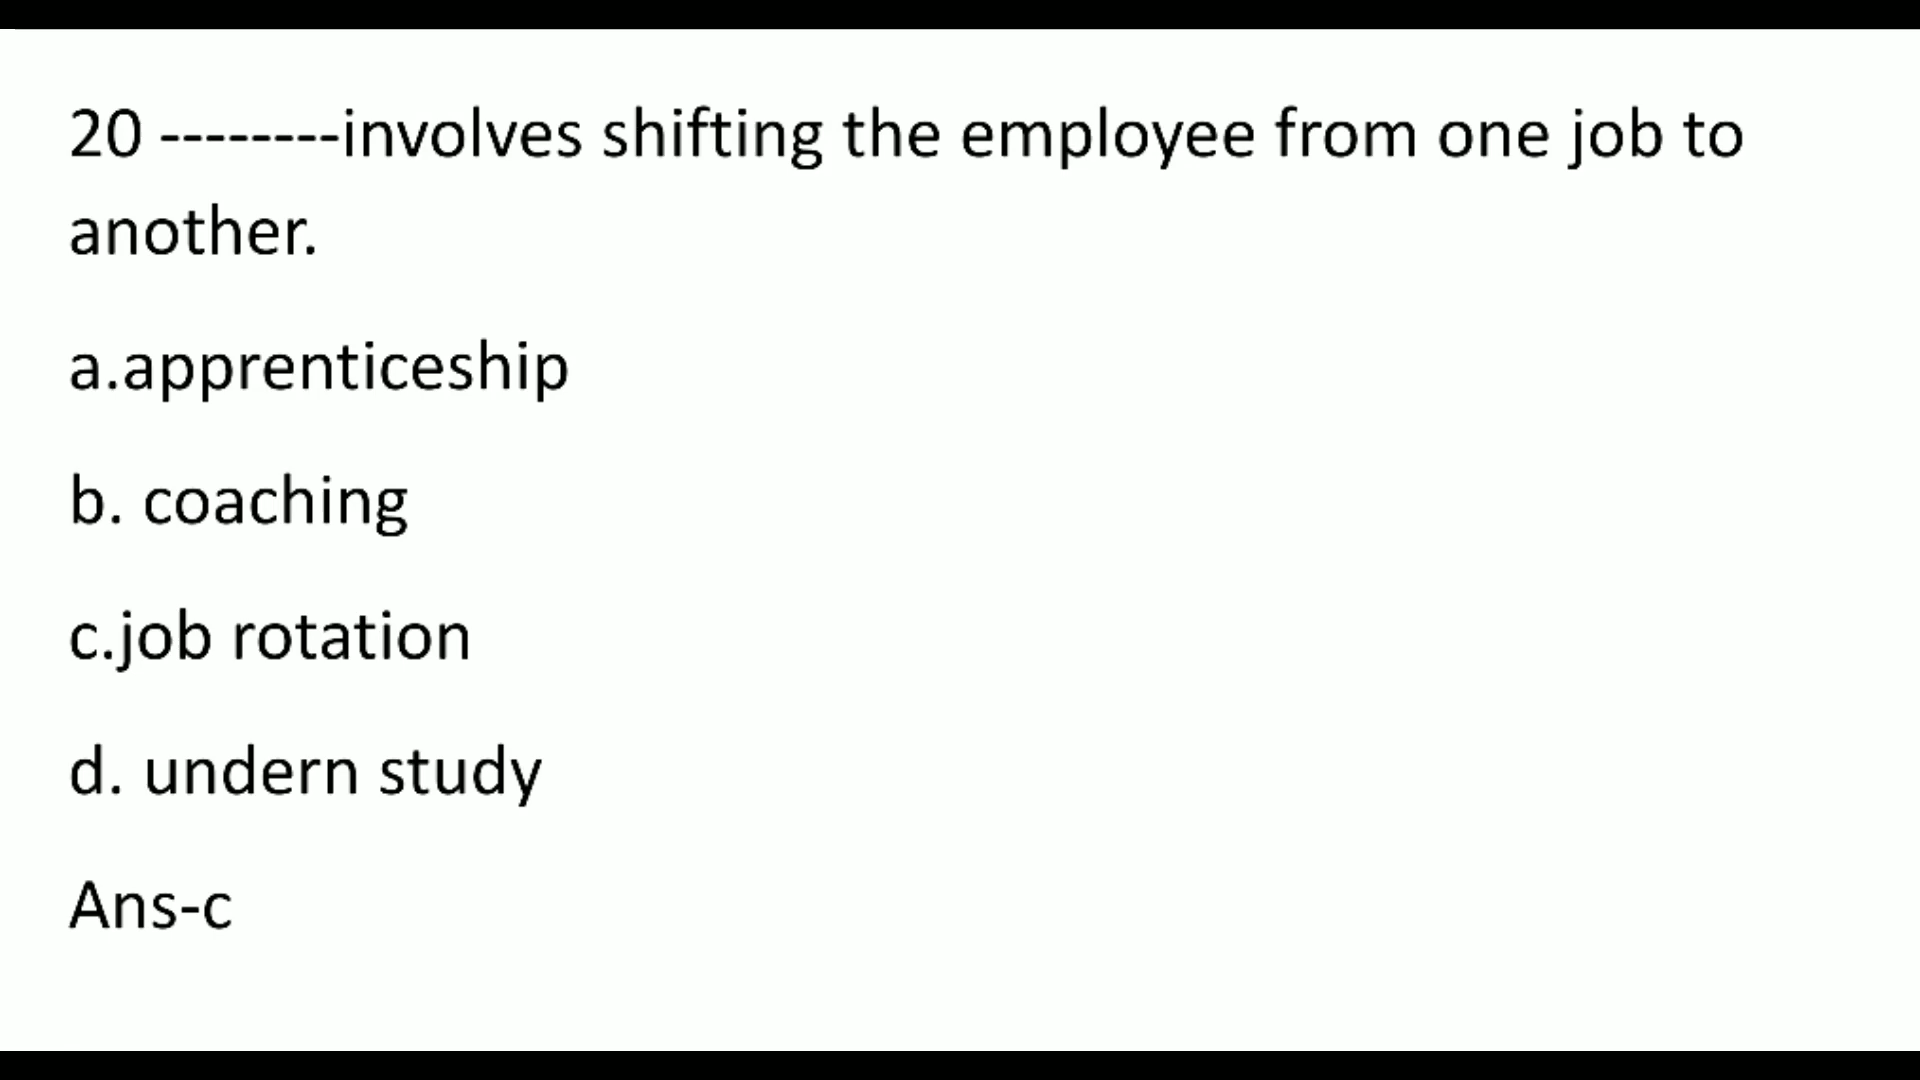 20 --------involves shifting the employee from one job to
another.
a.apprenticeship
b. coaching
c.job rotation
d. undern study
Ans-c